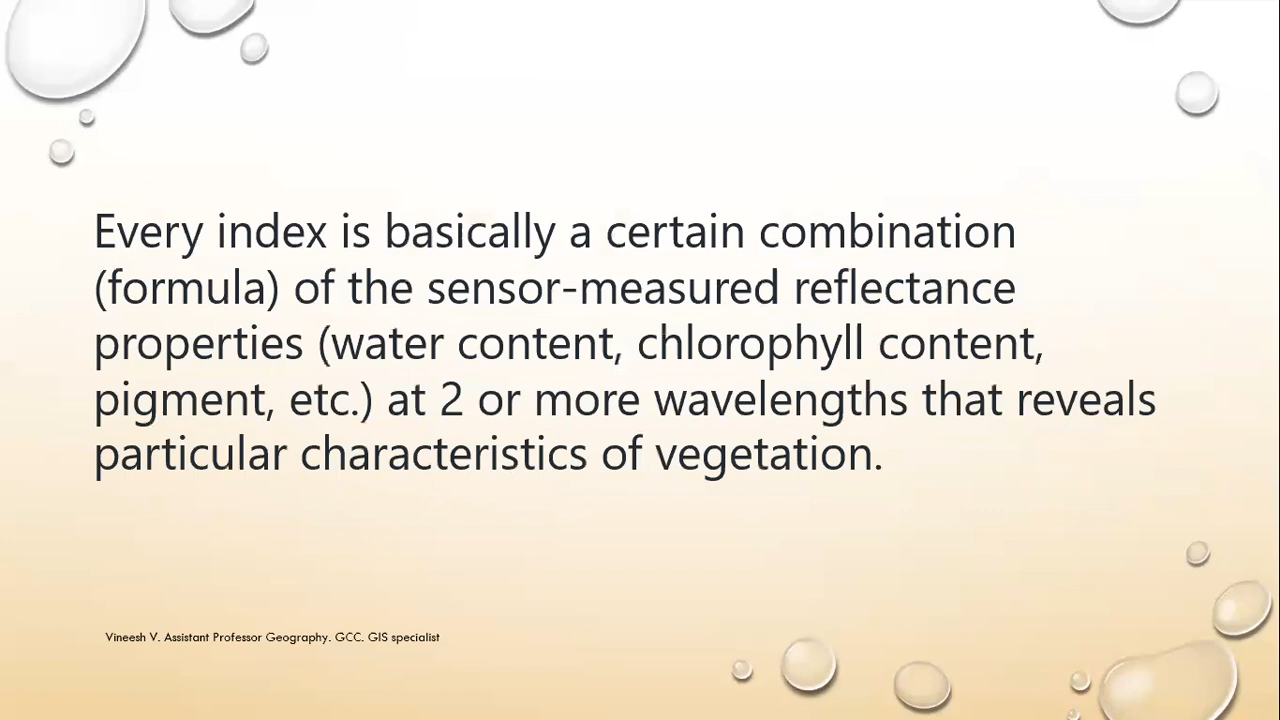 Every index is basically a certain combination
(formula) of the sensor-measured reflectance
properties (water content, chlorophyll content,
pigment, etc.) at 2 or more wavelengths that reveals
particular characteristics of vegetation.
Vineesh V. Assistant Professor Geography. GCC. GIS specialist